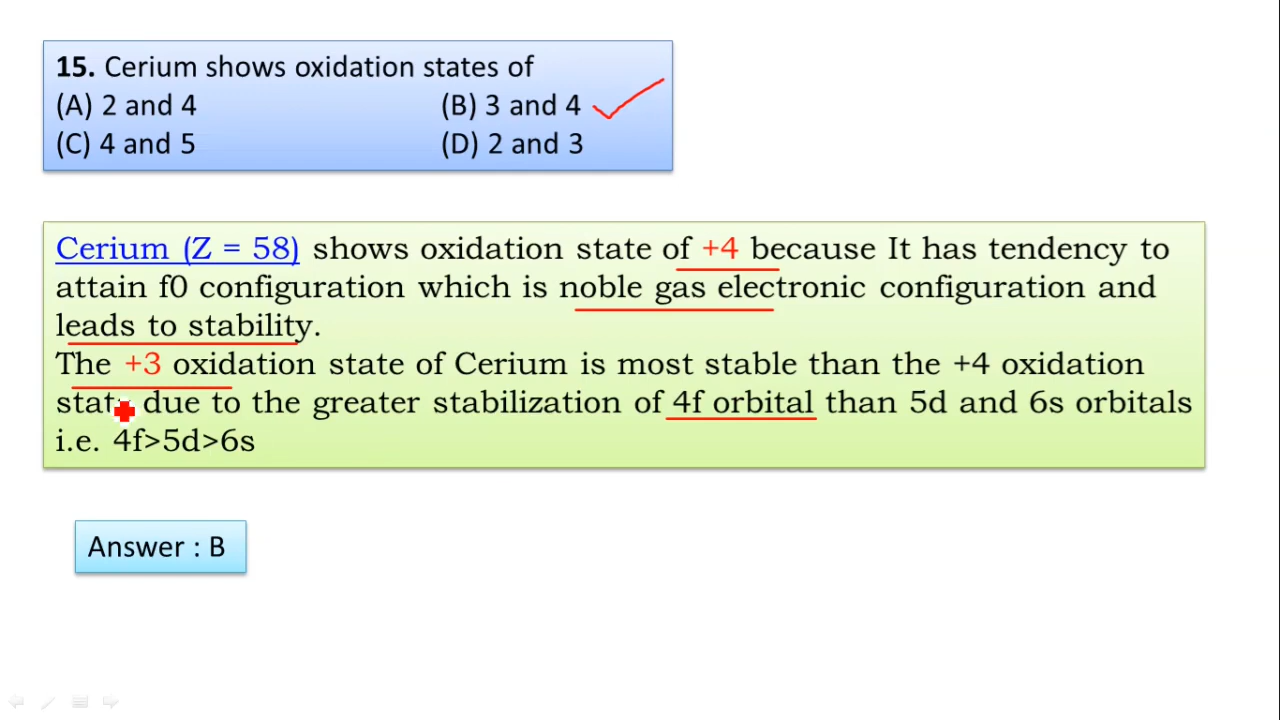 15. Cerium shows oxidation states of
(A) 2 and 4 (B) 3 and 4
(C) 4 and 5 (D) 2 and 3
Cerium (Z = 58) shows oxidation state of +4 because It has tendency to
attain f0 configuration which is noble gas electronic configuration and
leads to stability.
The +3 oxidation state of Cerium is most stable than the +4 oxidation
state due to the greater stabilization of 4f orbital than 5d and 6s orbitals
i.e. 4f>5d>6s
Answer : B